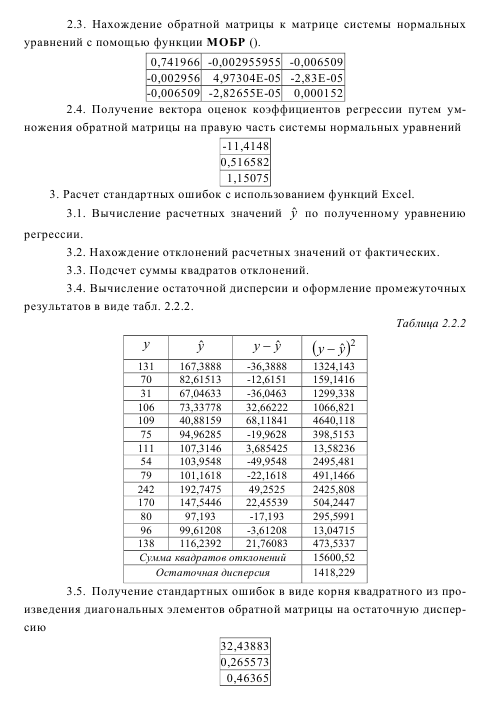 2.3. Нахождение обратной матрицы к матрице системы нормальных
уравнений с помощью функции МОБР ().
0,741966 -0,002955955 -0,006509
-0,002956 4,97304E-05 -2,83E-05
-0,006509 -2,82655E-05 0,000152
2.4. Получение вектора оценок коэффициентов регрессии путем ум-
ножения обратной матрицы на правую часть системы нормальных уравнений
-11,4148
0,516582
1,15075
3. Расчет стандартных ошибок с использованием функций Excel.
3.1. Вычисление расчетных значений ŷ по полученному уравнению
регрессии.
3.2. Нахождение отклонений расчетных значений от фактических.
3.3. Подсчет суммы квадратов отклонений.
3.4. Вычисление остаточной дисперсии и оформление промежуточных
результатов в виде табл. 2.2.2.
Таблица 2.2.2
y ŷ y − ŷ (y − ŷ)²
131 167,3888 -36,3888 1324,143
70 82,61513 -12,6151 159,1416
31 67,04633 -36,0463 1299,338
106 73,33778 32,66222 1066,821
109 40,88159 68,11841 4640,118
75 94,96285 -19,9628 398,5153
111 107,3146 3,685425 13,58236
54 103,9548 -49,9548 2495,481
79 101,1618 -22,1618 491,1466
242 192,7475 49,2525 2425,808
170 147,5446 22,45539 504,2447
80 97,193 -17,193 295,5991
96 99,61208 -3,61208 13,04715
138 116,2392 21,76083 473,5337
Сумма квадратов отклонений 15600,52
Остаточная дисперсия 1418,229
3.5. Получение стандартных ошибок в виде корня квадратного из про-
изведения диагональных элементов обратной матрицы на остаточную диспер-
сию
32,43883
0,265573
0,46365